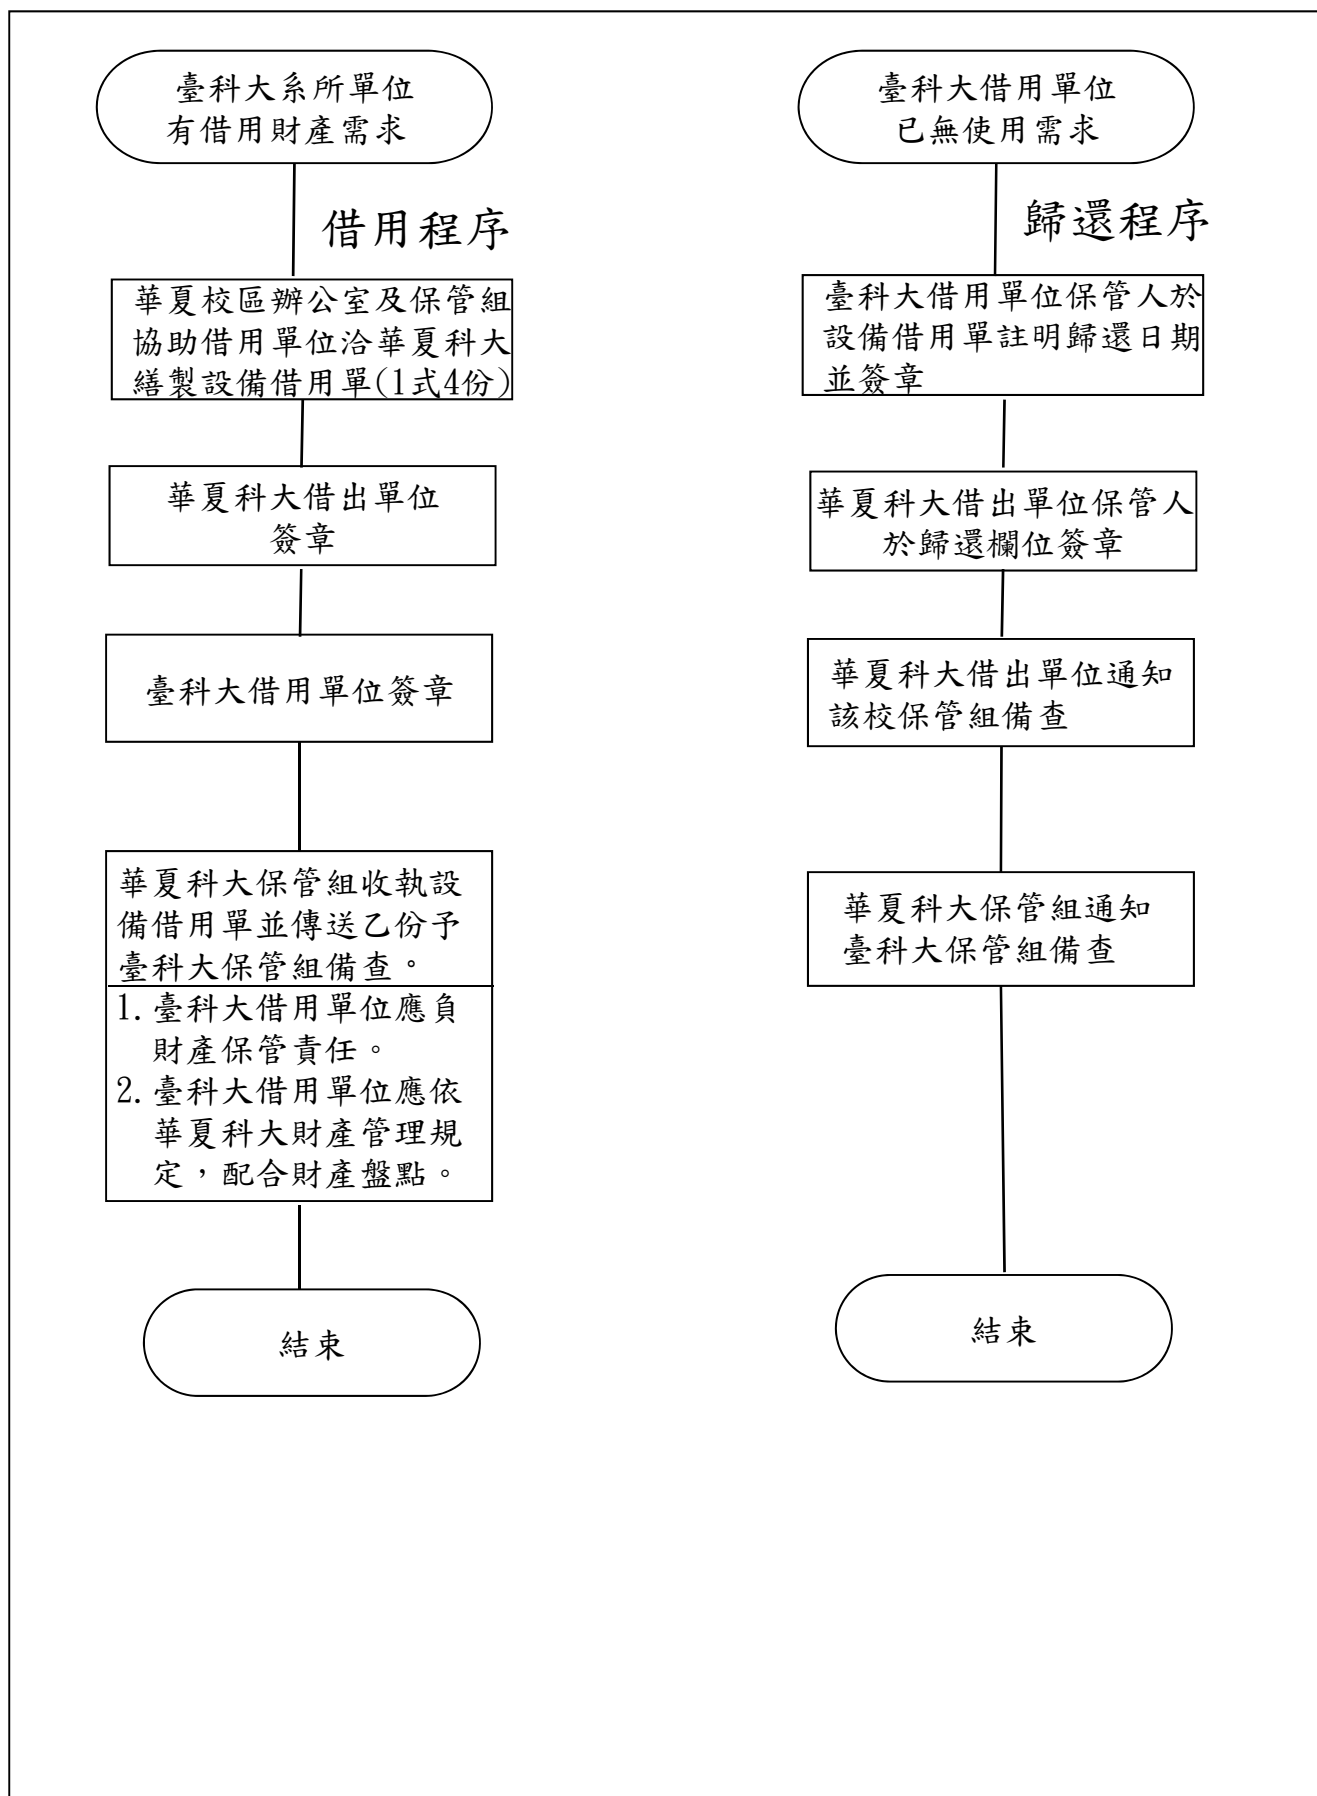 臺科大系所單位
有借用財產需求
借用程序
華夏校區辦公室及保管組
協助借用單位洽華夏科大
繕製設備借用單(1式4份)
華夏科大借出單位
簽章
臺科大借用單位簽章
華夏科大保管組收執設
備借用單並傳送乙份予
臺科大保管組備查。
1. 臺科大借用單位應負
財產保管責任。
2. 臺科大借用單位應依
華夏科大財產管理規
定，配合財產盤點。
結束
臺科大借用單位
已無使用需求
歸還程序
臺科大借用單位保管人於
設備借用單註明歸還日期
並簽章
華夏科大借出單位保管人
於歸還欄位簽章
華夏科大借出單位通知
該校保管組備查
華夏科大保管組通知
臺科大保管組備查
結束